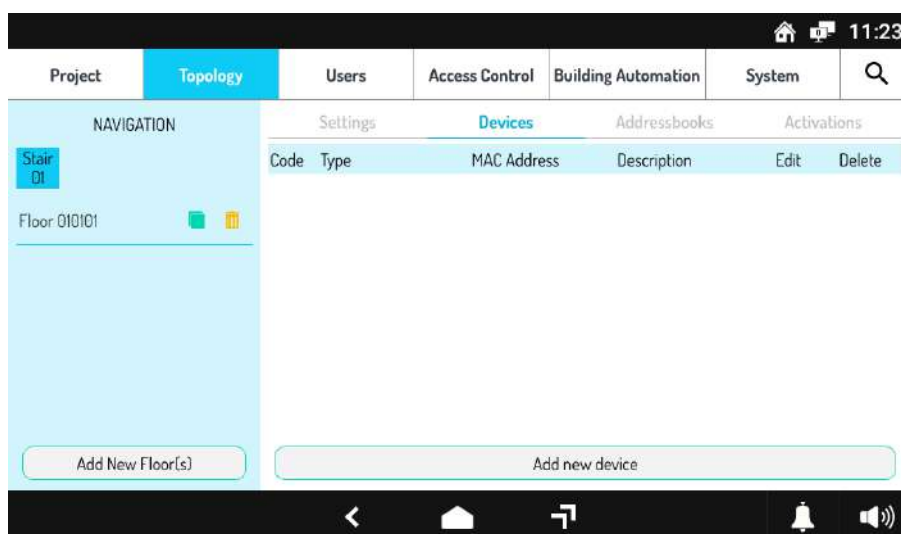 11:23
Project Topology Users Access Control Building Automation System
NAVIGATION Settings Devices Addressbooks Activations
Stair
01
Code Type MAC Address Description Edit Delete
Floor 010101
Add New Floor(s) Add new device